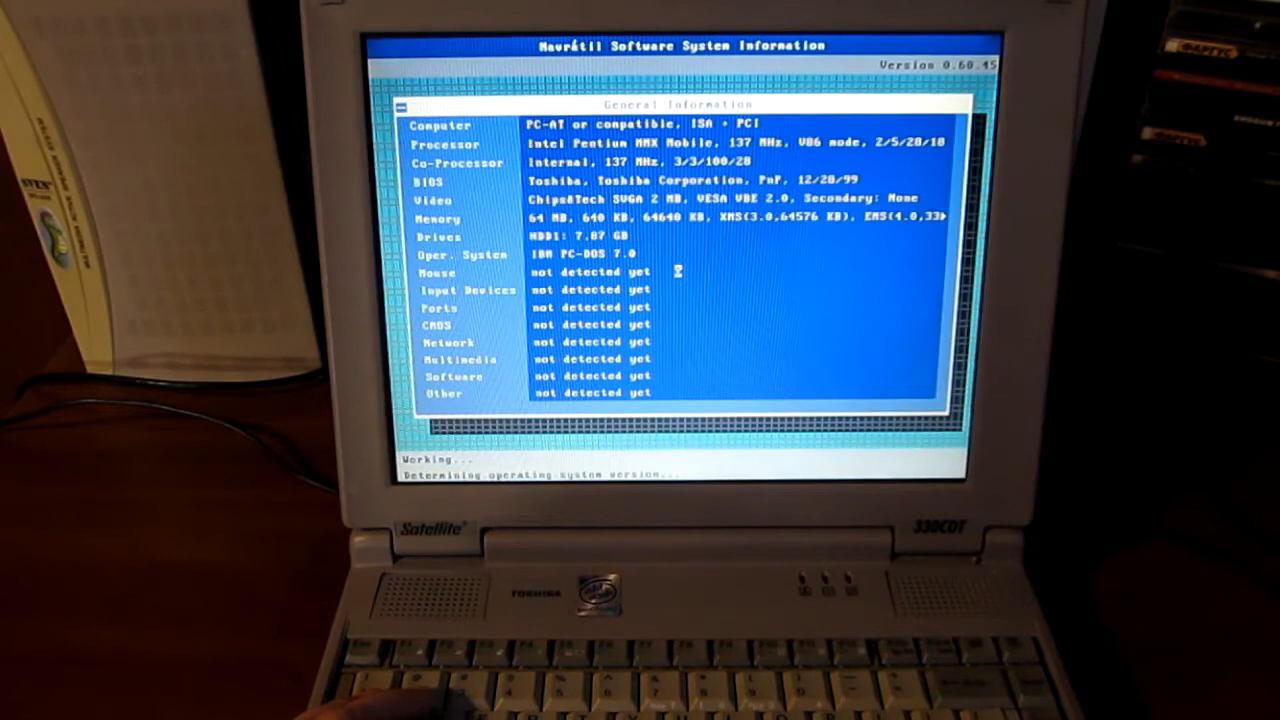 Navrátil Software System Information
Version 0.60.45
General Information
Computer PC-AT or compatible, ISA + PCI
Processor Intel Pentium MMX Mobile, 137 MHz, V86 mode, 2/5/20/10
Co-Processor Internal, 137 MHz, 3/3/100/20
BIOS Toshiba, Toshiba Corporation, PnP, 12/20/99
Video Chips&Tech SVGA 2 MB, VESA VBE 2.0, Secondary: None
Memory 64 MB, 640 KB, 64640 KB, XMS(3.0,64576 KB), EMS(4.0,33
Drives HDD1: 7.87 GB
Oper. System IBM PC-DOS 7.0
Mouse not detected yet
Input Devices not detected yet
Ports not detected yet
CMOS not detected yet
Network not detected yet
Multimedia not detected yet
Software not detected yet
Other not detected yet
Working...
Determining operating system version...
Satellite 330CDT
TOSHIBA
SVEN
ФАРГУС